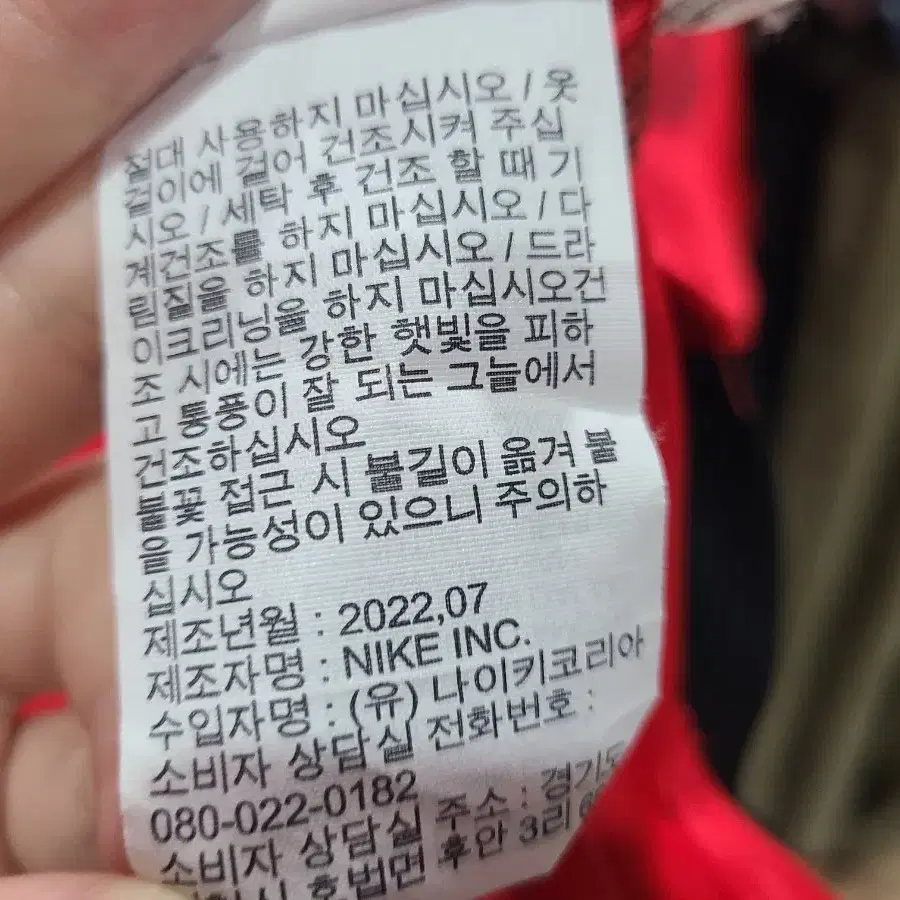 절대 사용하지 마십시오 / 옷
걸이에 걸어 건조시켜 주십
시오 / 세탁 후 건조 할 때 기
계건조를 하지 마십시오 / 다
림질을 하지 마십시오 / 드라
이크리닝을 하지 마십시오건
조 시에는 강한 햇빛을 피하
고 통풍이 잘 되는 그늘에서
건조하십시오
불꽃 접근 시 불길이 옮겨 붙
을 가능성이 있으니 주의하
십시오
제조년월 : 2022,07
제조자명 : NIKE INC.
수입자명 : (유) 나이키코리아
소비자 상담실 전화번호 :
080-022-0182
소비자 상담실 주소 : 경기도
호법면 후안 3리